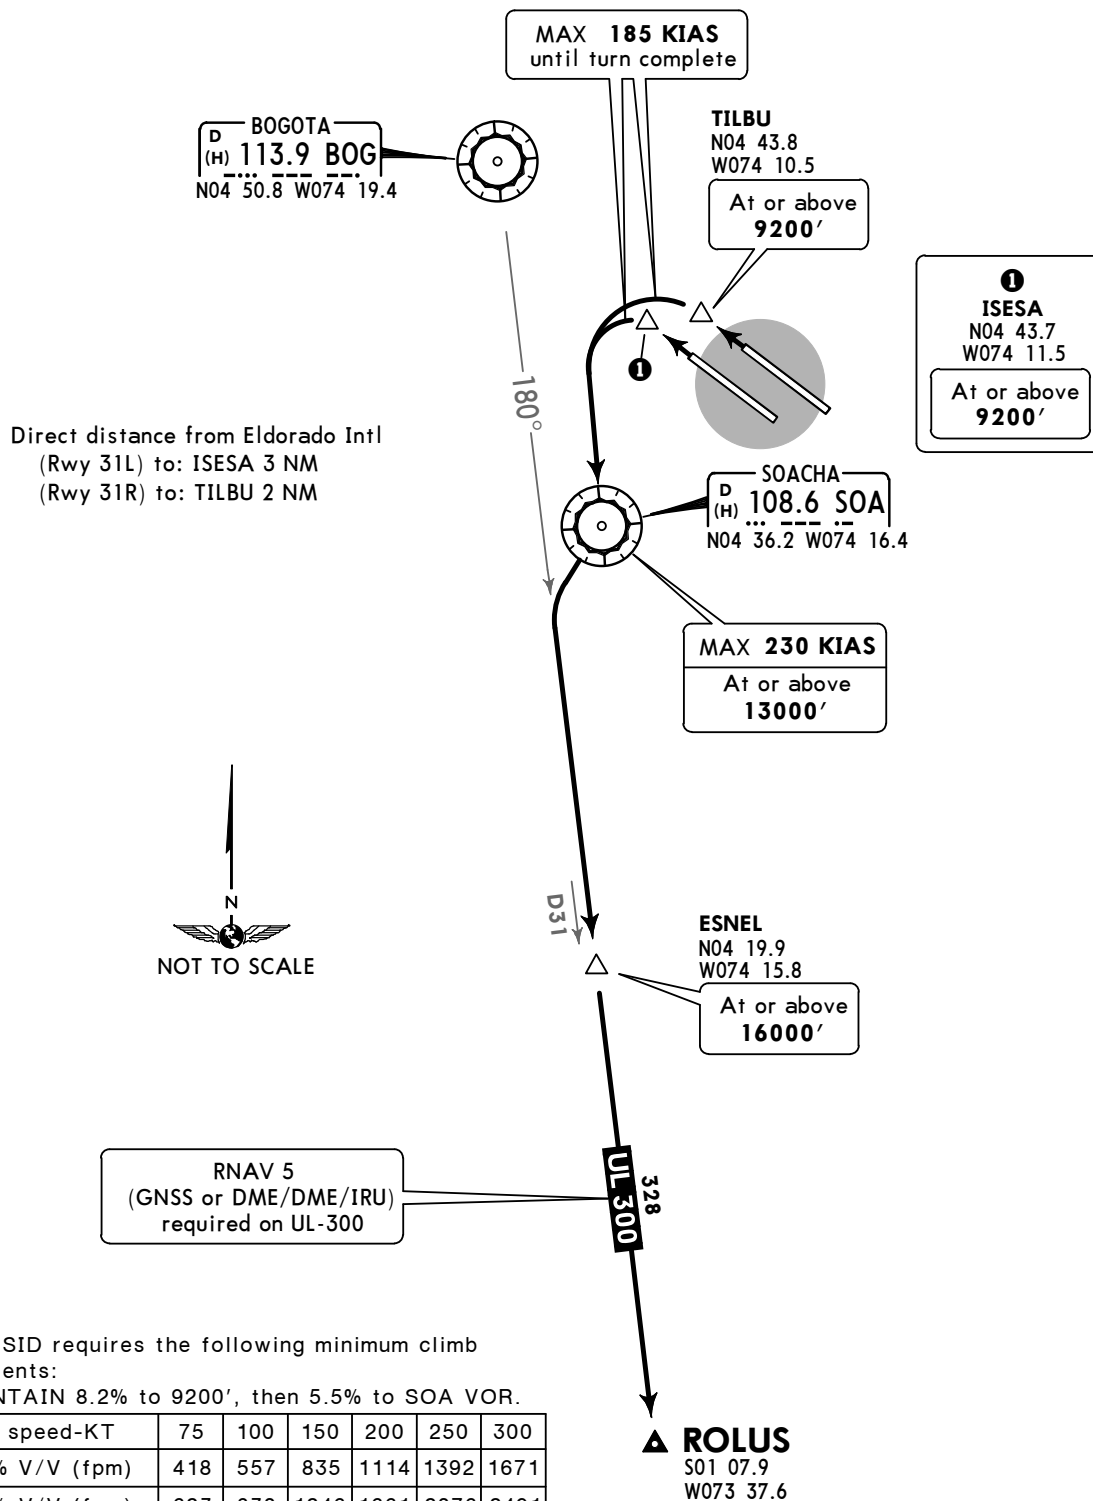 MAX 185 KIAS
until turn complete
BOGOTA
D
(H) 113.9 BOG
N04 50.8 W074 19.4
TILBU
N04 43.8
W074 10.5
At or above
9200′
1
ISESA
N04 43.7
W074 11.5
At or above
9200′
1
180°
Direct distance from Eldorado Intl
(Rwy 31L) to: ISESA 3 NM
(Rwy 31R) to: TILBU 2 NM
SOACHA
D
(H) 108.6 SOA
N04 36.2 W074 16.4
MAX 230 KIAS
At or above
13000′
N
NOT TO SCALE
D31
ESNEL
N04 19.9
W074 15.8
At or above
16000′
RNAV 5
(GNSS or DME/DME/IRU)
required on UL-300
UL 300
328
SID requires the following minimum climb
ents:
NTAIN 8.2% to 9200′, then 5.5% to SOA VOR.
speed-KT 75 100 150 200 250 300
% V/V (fpm) 418 557 835 1114 1392 1671
ROLUS
S01 07.9
W073 37.6